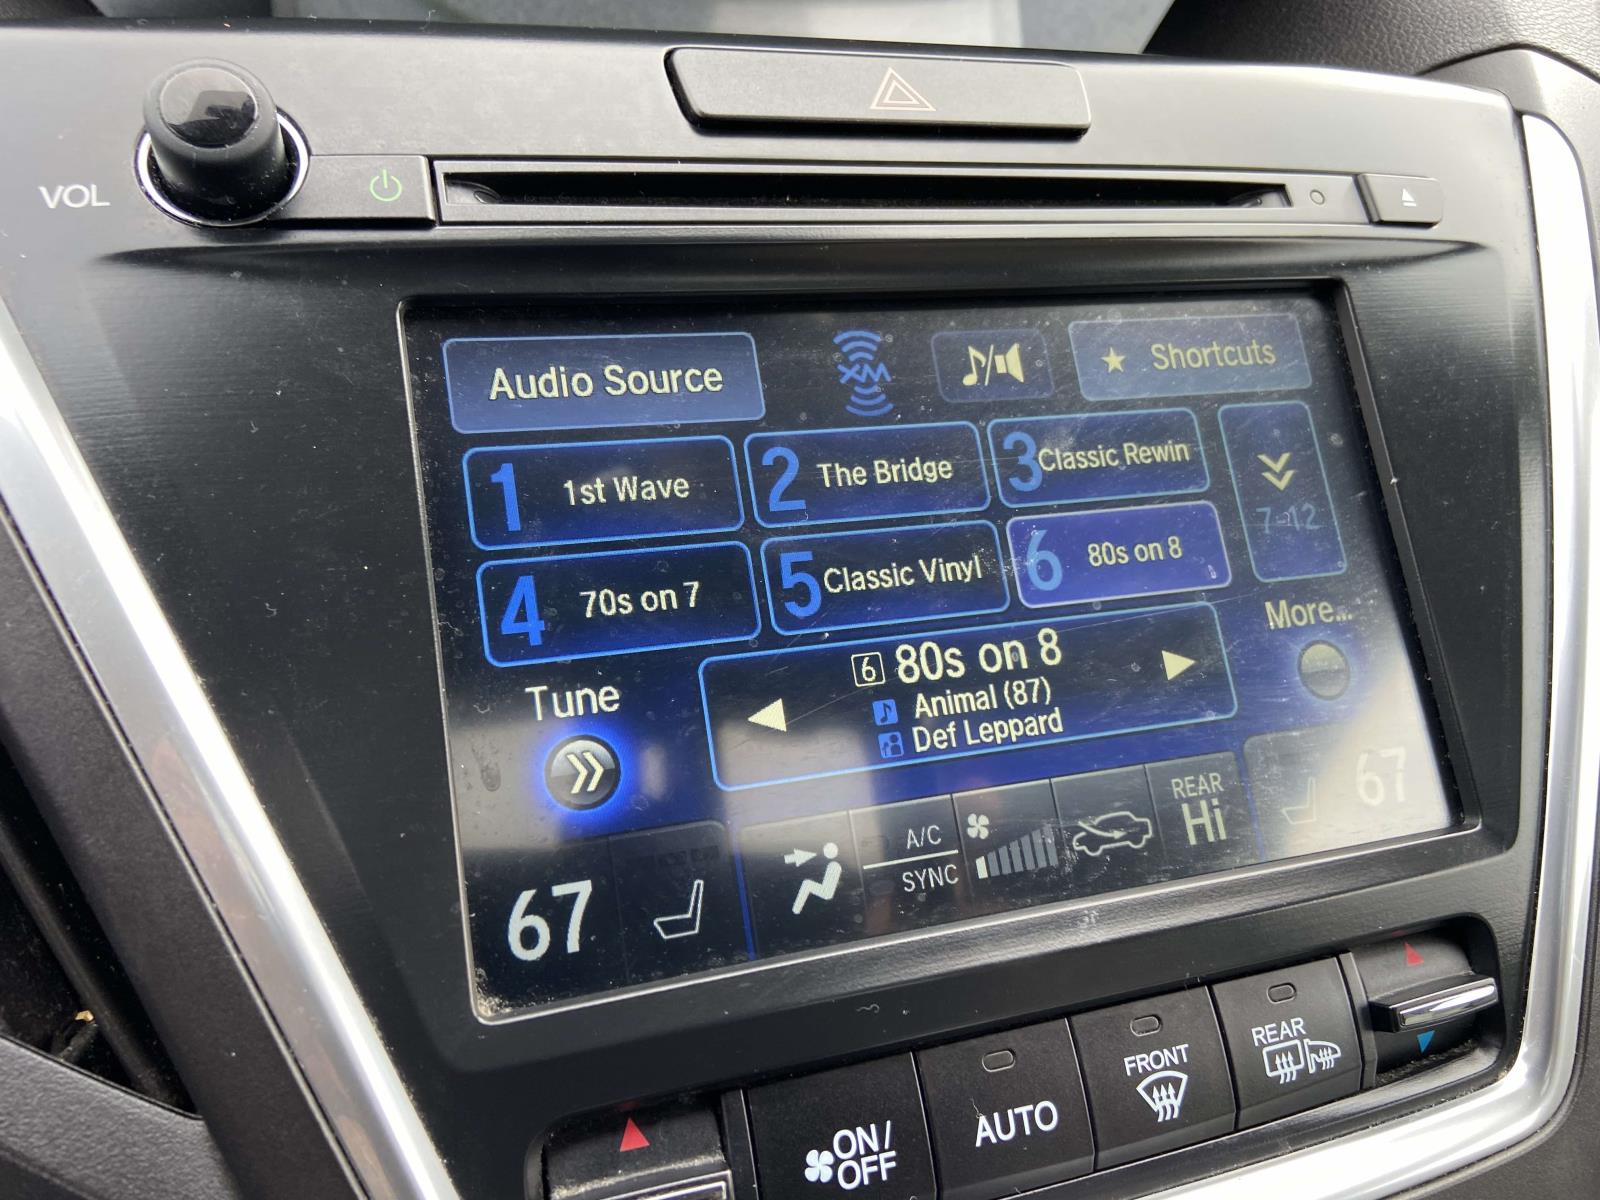 VOL
Audio Source
XM
Shortcuts
1 1st Wave
2 The Bridge
3 Classic Rewin
7-12
4 70s on 7
5 Classic Vinyl
6 80s on 8
More...
Tune
6 80s on 8
Animal (87)
Def Leppard
67
A/C
SYNC
REAR
Hi
67
ON/
OFF
AUTO
FRONT
REAR